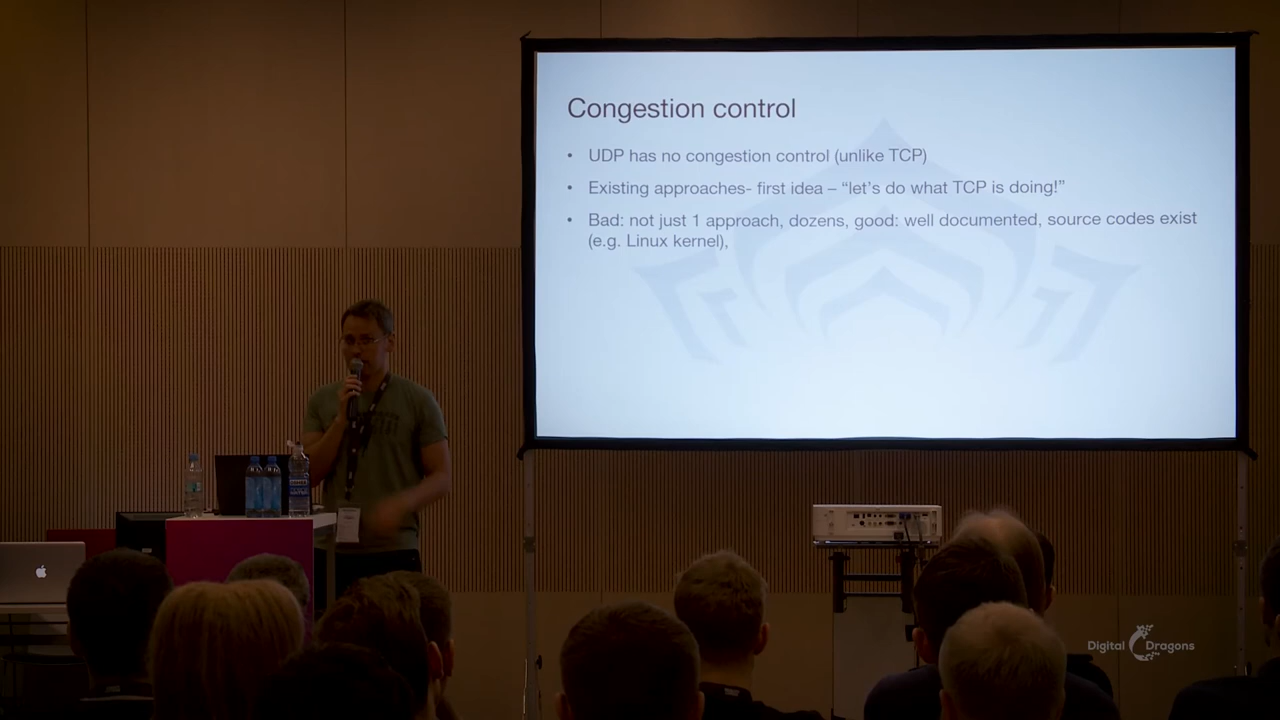 Congestion control
• UDP has no congestion control (unlike TCP)
• Existing approaches- first idea – “let’s do what TCP is doing!”
• Bad: not just 1 approach, dozens, good: well documented, source codes exist
(e.g. Linux kernel),
Digital Dragons